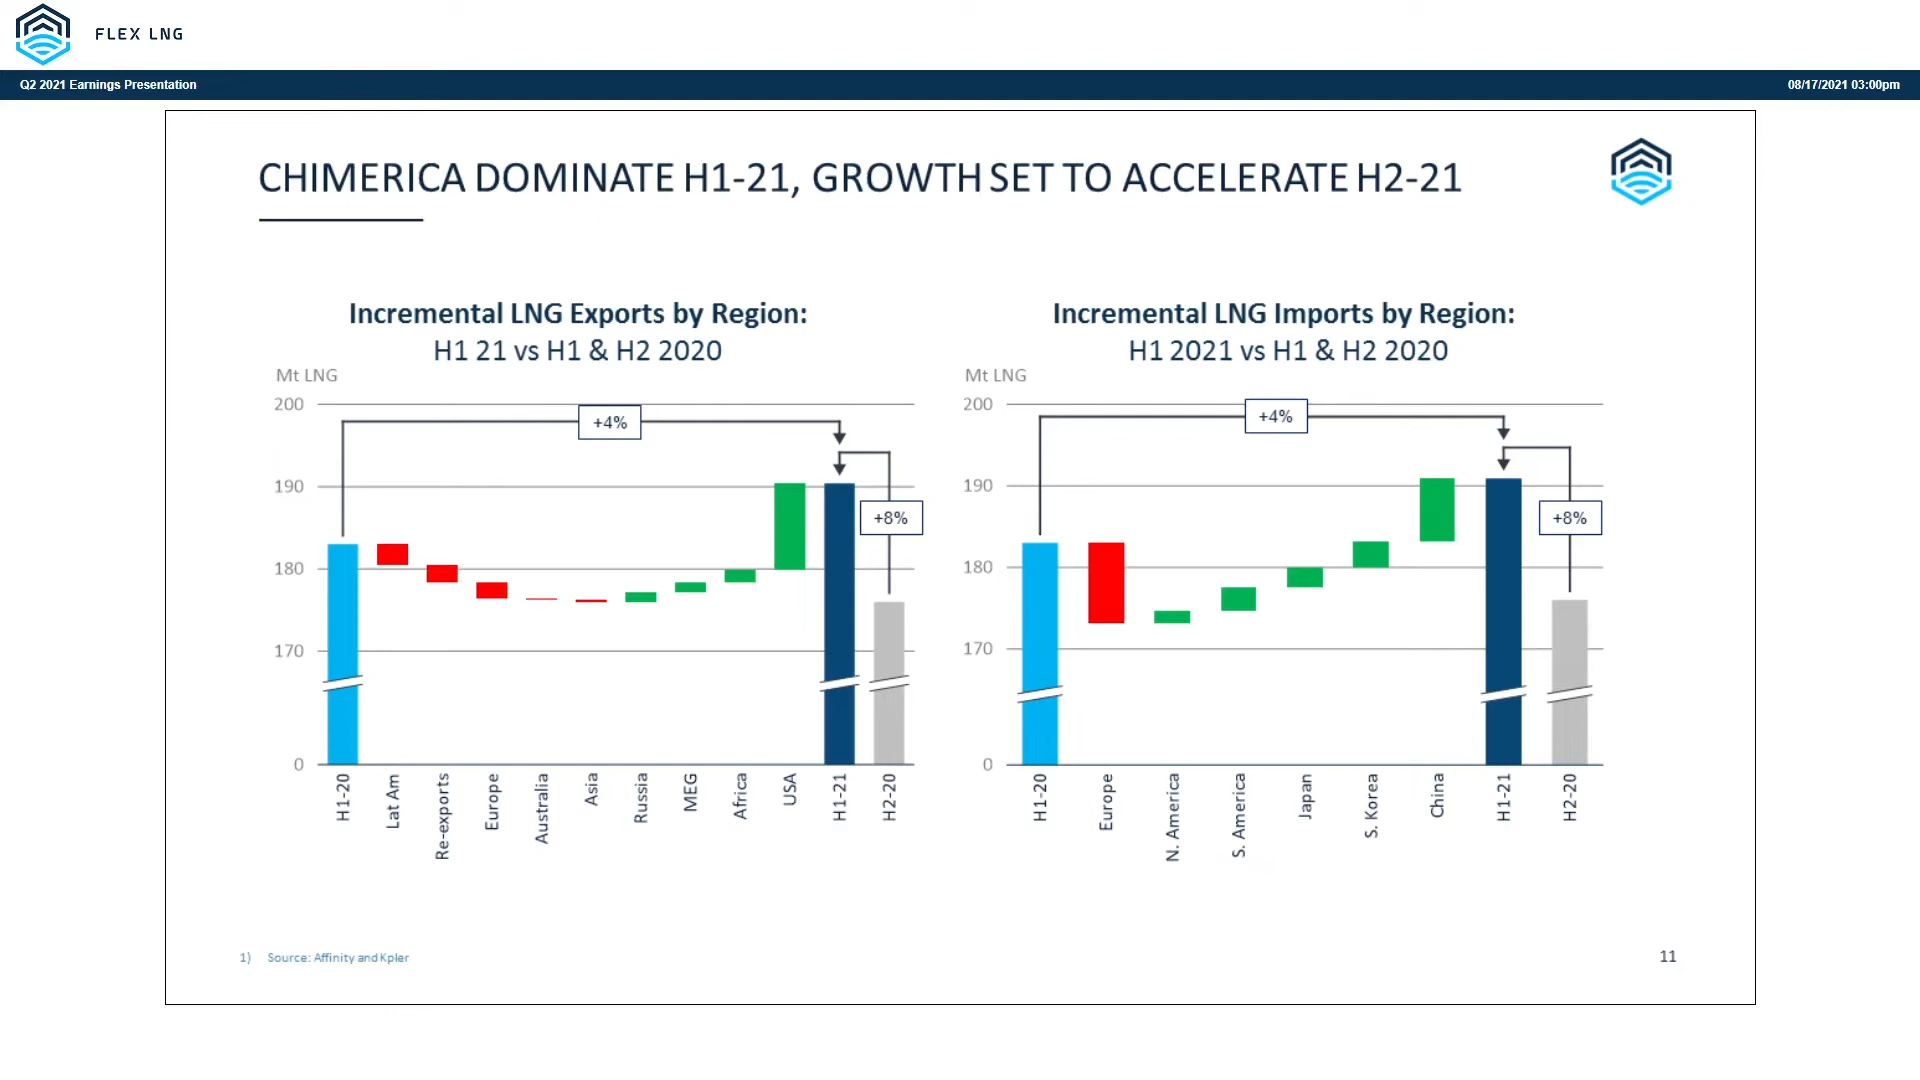 FLEX LNG
Q2 2021 Earnings Presentation
08/17/2021 03:00pm
CHIMERICA DOMINATE H1-21, GROWTH SET TO ACCELERATE H2-21
Incremental LNG Exports by Region:
H1 21 vs H1 & H2 2020
Mt LNG
200
190
180
170
0
+4%
+8%
H1-20
Lat Am
Re-exports
Europe
Australia
Asia
Russia
MEG
Africa
USA
H1-21
H2-20
Incremental LNG Imports by Region:
H1 2021 vs H1 & H2 2020
Mt LNG
200
190
180
170
0
+4%
+8%
H1-20
Europe
N. America
S. America
Japan
S. Korea
China
H1-21
H2-20
1) Source: Affinity and Kpler
11